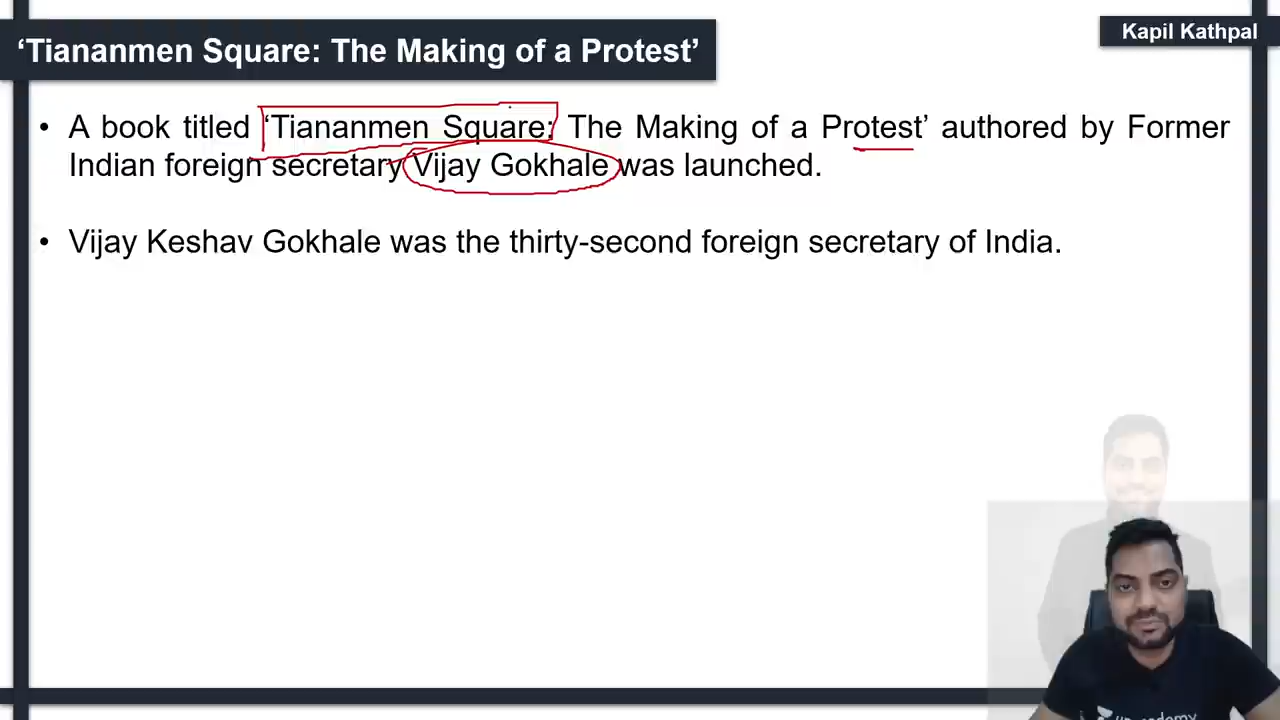 ‘Tiananmen Square: The Making of a Protest’
Kapil Kathpal
• A book titled ‘Tiananmen Square: The Making of a Protest’ authored by Former
Indian foreign secretary Vijay Gokhale was launched.
• Vijay Keshav Gokhale was the thirty-second foreign secretary of India.